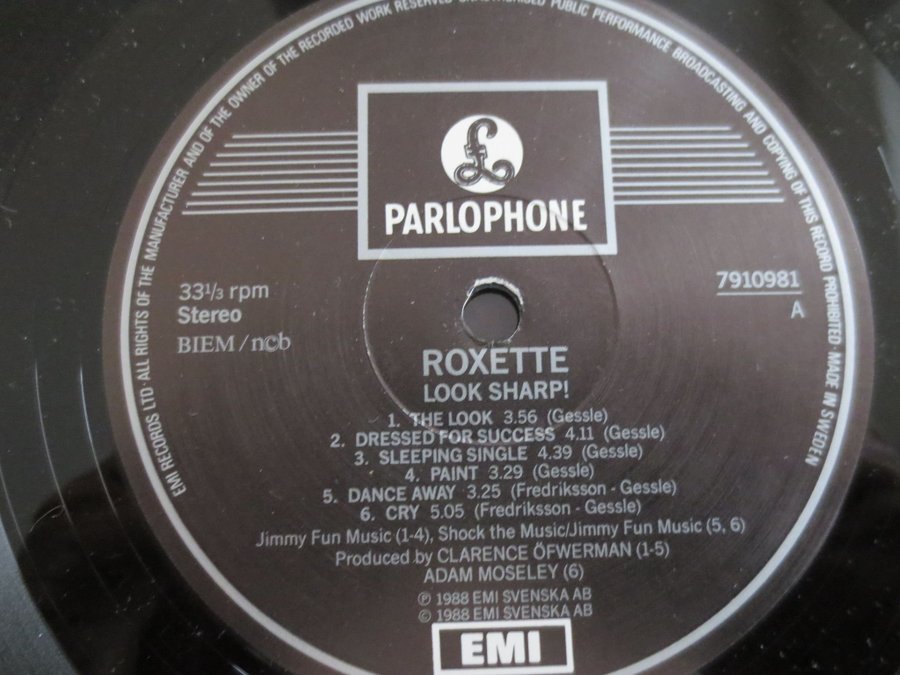 EMI RECORDS LTD · ALL RIGHTS OF THE MANUFACTURER AND OF THE OWNER OF THE RECORDED WORK RESERVED UNAUTHORISED PUBLIC PERFORMANCE BROADCASTING AND COPYING OF THIS RECORD PROHIBITED · MADE IN SWEDEN
£
PARLOPHONE
33⅓ rpm
Stereo
BIEM/n©b
7910981
A
ROXETTE
LOOK SHARP!
1. THE LOOK 3.56 (Gessle)
2. DRESSED FOR SUCCESS 4.11 (Gessle)
3. SLEEPING SINGLE 4.39 (Gessle)
4. PAINT 3.29 (Gessle)
5. DANCE AWAY 3.25 (Fredriksson - Gessle)
6. CRY 5.05 (Fredriksson - Gessle)
Jimmy Fun Music (1-4), Shock the Music/Jimmy Fun Music (5, 6)
Produced by CLARENCE ÖFWERMAN (1-5)
ADAM MOSELEY (6)
℗ 1988 EMI SVENSKA AB
© 1988 EMI SVENSKA AB
EMI